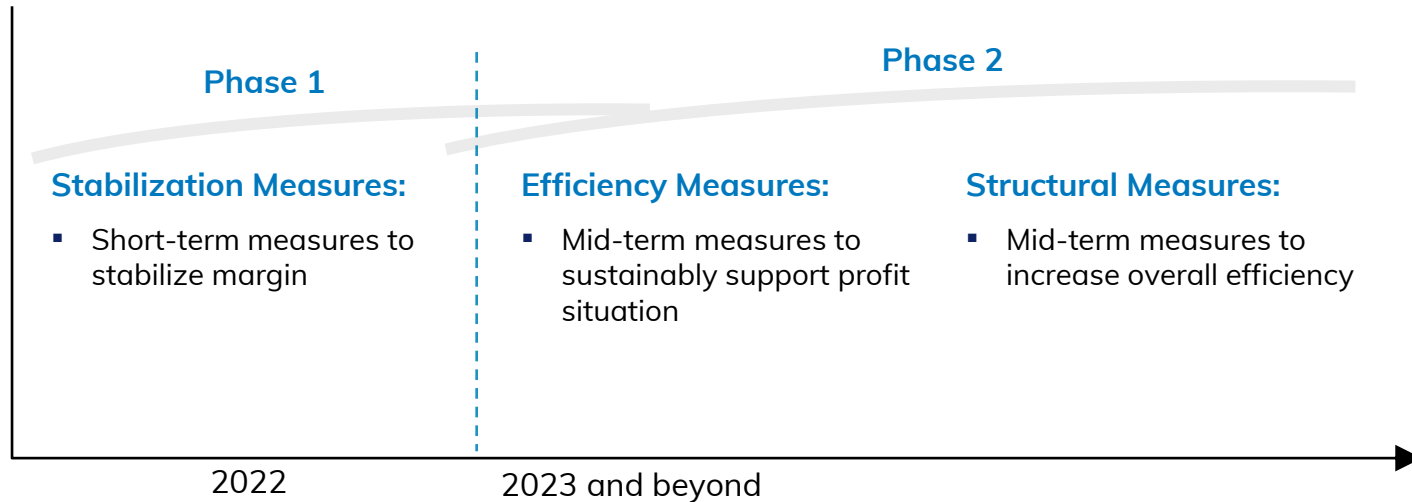 Phase 1
Phase 2
Stabilization Measures:
▪ Short-term measures to
stabilize margin
Efficiency Measures:
▪ Mid-term measures to
sustainably support profit
situation
Structural Measures:
▪ Mid-term measures to
increase overall efficiency
2022
2023 and beyond